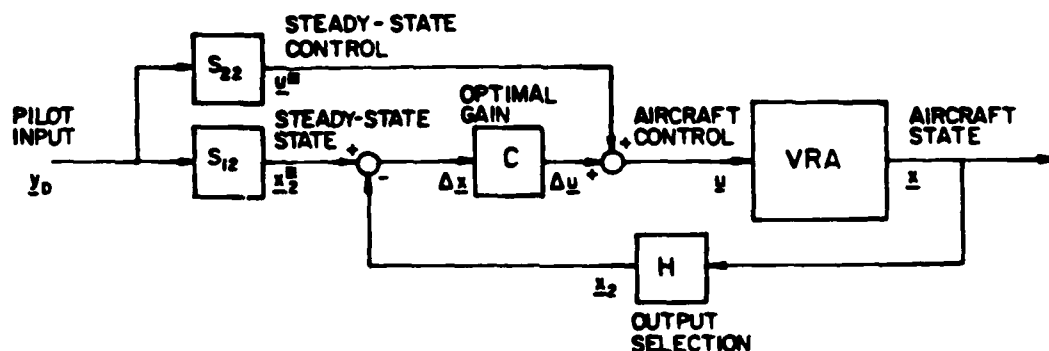 STEADY-STATE
CONTROL
S22
u*
PILOT
INPUT
yD
S12
STEADY-STATE
STATE
x2*
+
-
Δx
OPTIMAL
GAIN
C
Δu
+
+
AIRCRAFT
CONTROL
u
VRA
AIRCRAFT
STATE
x
H
x2
OUTPUT
SELECTION